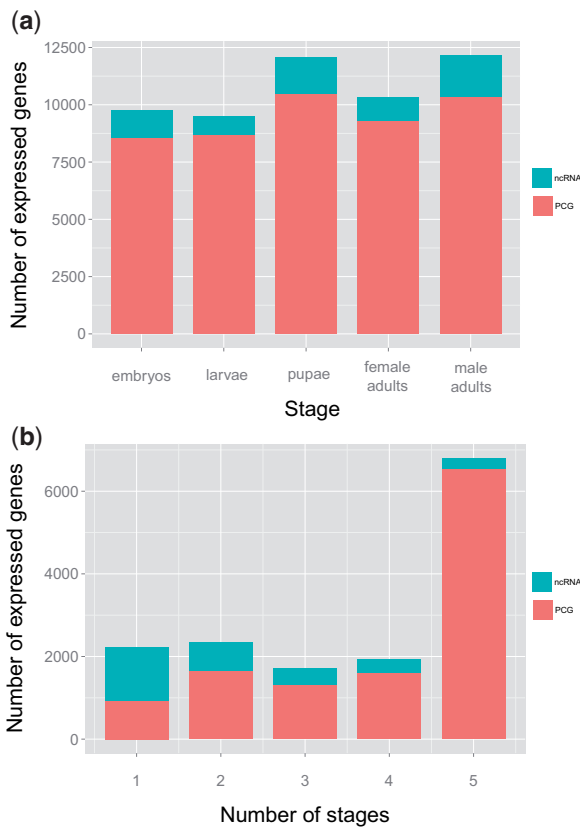 (a)
Number of expressed genes
12500
10000
7500
5000
2500
0
embryos
larvae
pupae
female
adults
male
adults
Stage
ncRNA
PCG
(b)
Number of expressed genes
6000
4000
2000
0
1
2
3
4
5
Number of stages
ncRNA
PCG